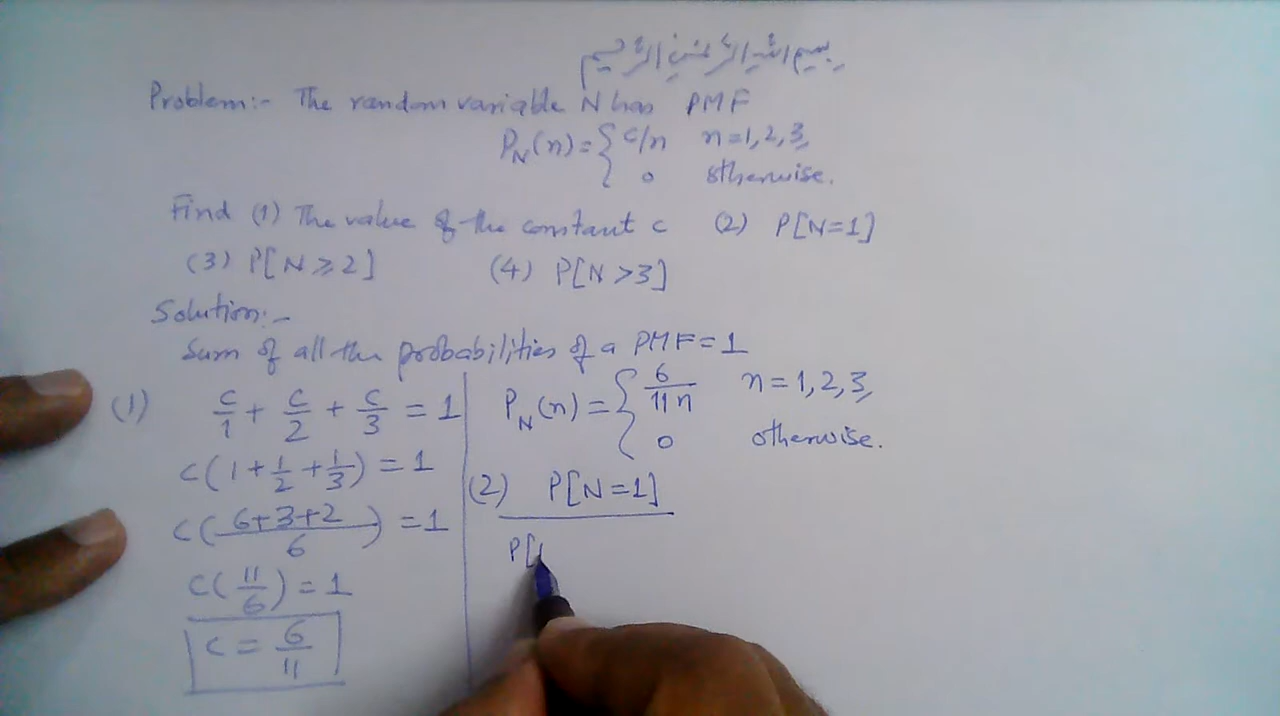 بسم الله الرحمن الرحيم
Problem:- The random variable N has PMF
P_N(n) = { c/n n=1,2,3,
0 otherwise.
Find (1) The value of the constant c (2) P[N=1]
(3) P[N ≥ 2] (4) P[N >3]
Solution:-
Sum of all the probabilities of a PMF = 1
(1) c/1 + c/2 + c/3 = 1
c(1 + 1/2 + 1/3) = 1
c((6+3+2)/6) = 1
c(11/6) = 1
c = 6/11
P_N(n) = { 6/11n n=1,2,3,
0 otherwise.
(2) P[N=1]
P[